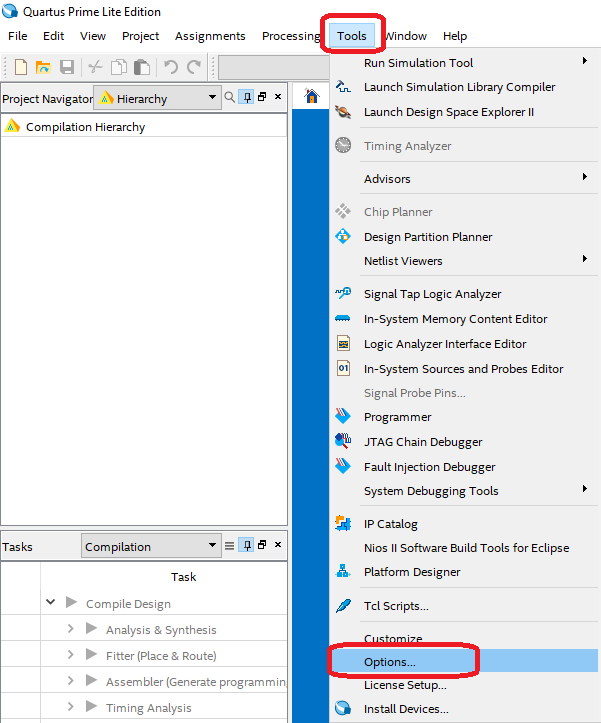 Quartus Prime Lite Edition
File Edit View Project Assignments Processing Tools Window Help
Project Navigator Hierarchy
Compilation Hierarchy
Run Simulation Tool
Launch Simulation Library Compiler
Launch Design Space Explorer II
Timing Analyzer
Advisors
Chip Planner
Design Partition Planner
Netlist Viewers
Signal Tap Logic Analyzer
In-System Memory Content Editor
Logic Analyzer Interface Editor
01 In-System Sources and Probes Editor
Signal Probe Pins...
Programmer
JTAG Chain Debugger
Fault Injection Debugger
System Debugging Tools
IP Catalog
Nios II Software Build Tools for Eclipse
Platform Designer
Tcl Scripts...
Customize
Options...
License Setup...
Install Devices...
Tasks Compilation
Task
Compile Design
Analysis & Synthesis
Fitter (Place & Route)
Assembler (Generate programming
Timing Analysis